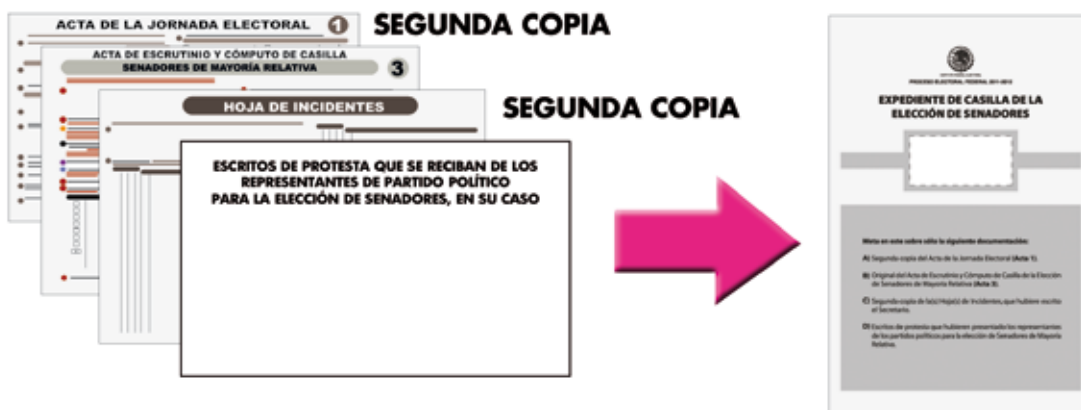 ACTA DE LA JORNADA ELECTORAL 1
SEGUNDA COPIA
ACTA DE ESCRUTINIO Y CÓMPUTO DE CASILLA
SENADORES DE MAYORÍA RELATIVA
3
HOJA DE INCIDENTES
SEGUNDA COPIA
ESCRITOS DE PROTESTA QUE SE RECIBAN DE LOS
REPRESENTANTES DE PARTIDO POLÍTICO
PARA LA ELECCIÓN DE SENADORES, EN SU CASO
PROCESO ELECTORAL FEDERAL 2011-2012
EXPEDIENTE DE CASILLA DE LA
ELECCIÓN DE SENADORES
Meta en este sobre sólo la siguiente documentación:
A) Segunda copia del Acta de la Jornada Electoral (Acta 1).
B) Original del Acta de Escrutinio y Cómputo de Casilla de la Elección
de Senadores de Mayoría Relativa (Acta 3).
C) Segunda copia de la(s) Hoja(s) de Incidentes, que hubiere escrito
el Secretario.
D) Escritos de protesta que hubieren presentado los representantes
de los partidos políticos para la elección de Senadores de Mayoría
Relativa.